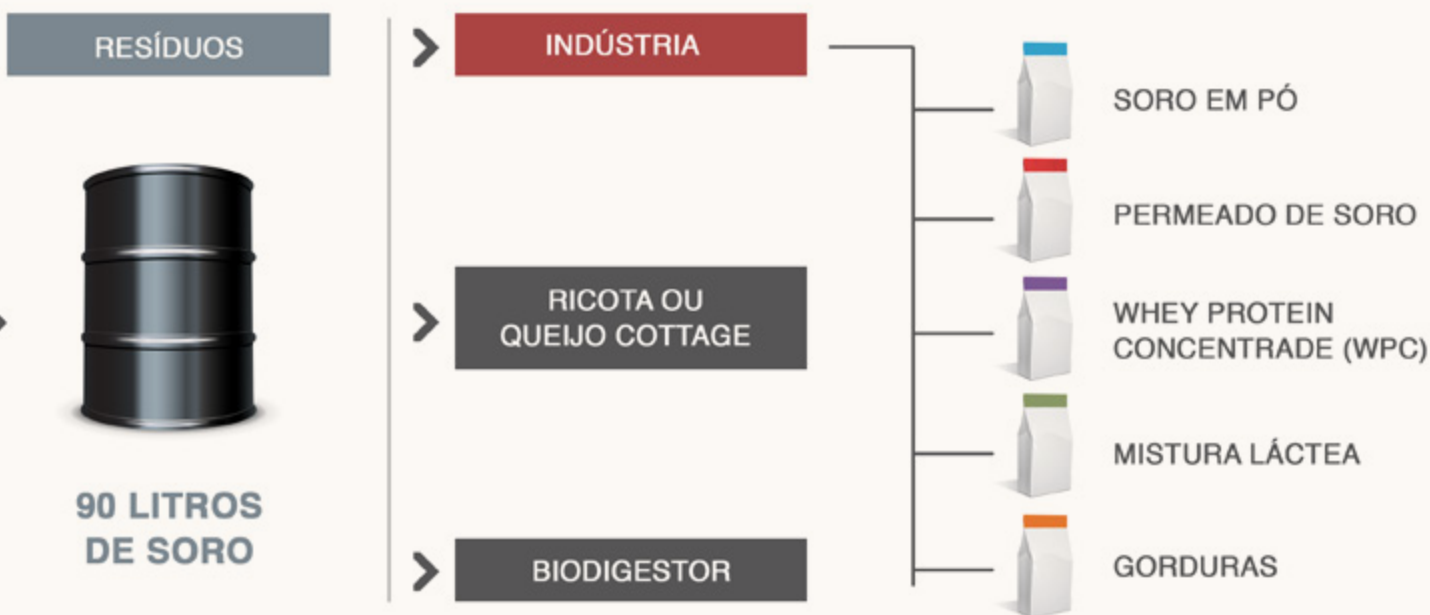 RESÍDUOS
90 LITROS
DE SORO
INDÚSTRIA
RICOTA OU
QUEIJO COTTAGE
BIODIGESTOR
SORO EM PÓ
PERMEADO DE SORO
WHEY PROTEIN
CONCENTRADE (WPC)
MISTURA LÁCTEA
GORDURAS